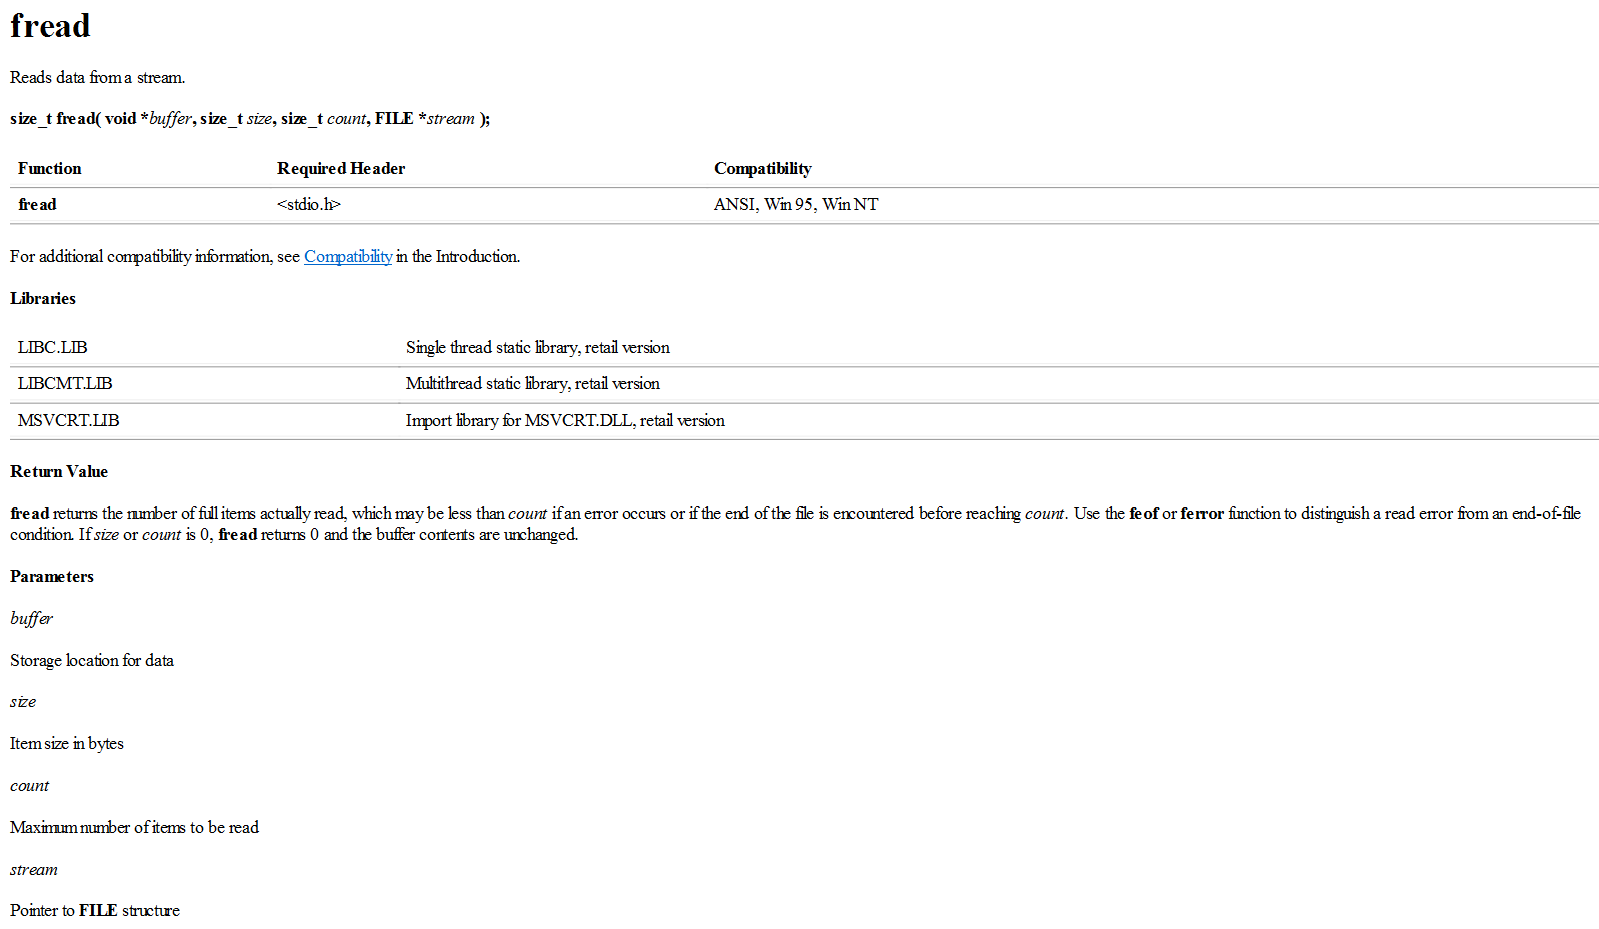 fread
Reads data from a stream.
size_t fread( void *buffer, size_t size, size_t count, FILE *stream );
Function Required Header Compatibility
fread <stdio.h> ANSI, Win 95, Win NT
For additional compatibility information, see Compatibility in the Introduction.
Libraries
LIBC.LIB Single thread static library, retail version
LIBCMT.LIB Multithread static library, retail version
MSVCRT.LIB Import library for MSVCRT.DLL, retail version
Return Value
fread returns the number of full items actually read, which may be less than count if an error occurs or if the end of the file is encountered before reaching count. Use the feof or ferror function to distinguish a read error from an end-of-file
condition. If size or count is 0, fread returns 0 and the buffer contents are unchanged.
Parameters
buffer
Storage location for data
size
Item size in bytes
count
Maximum number of items to be read
stream
Pointer to FILE structure